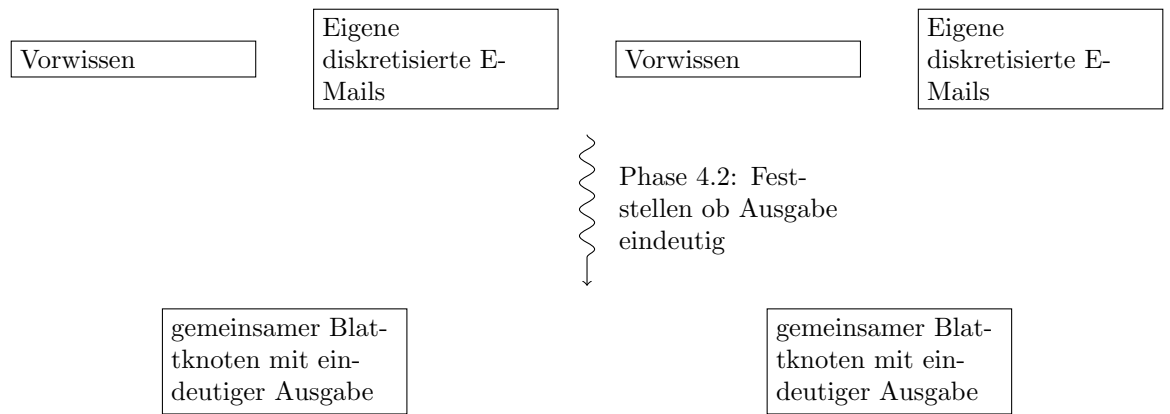 Vorwissen
Eigene
diskretisierte E-
Mails
Vorwissen
Eigene
diskretisierte E-
Mails
Phase 4.2: Fest-
stellen ob Ausgabe
eindeutig
gemeinsamer Blat-
tknoten mit ein-
deutiger Ausgabe
gemeinsamer Blat-
tknoten mit ein-
deutiger Ausgabe